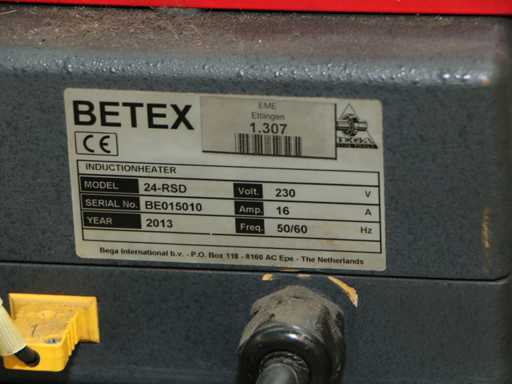 BETEX
EME
Ettlingen
1.307
CE
BEGA
INDUCTIONHEATER
MODEL 24-RSD Volt. 230 V
SERIAL No. BE015010 Amp. 16 A
YEAR 2013 Freq. 50/60 Hz
Bega International b.v. - P.O. Box 118 - 8160 AC Epe - The Netherlands